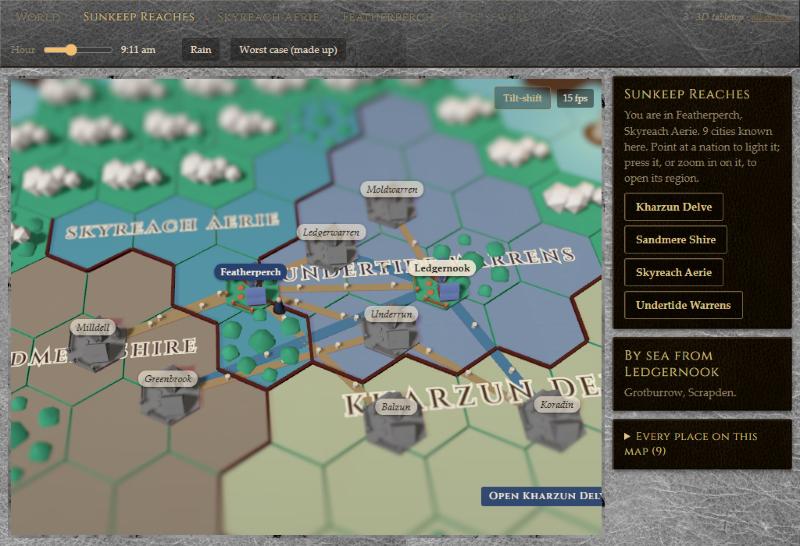 World
Sunkeep Reaches
Skyreach Aerie
Featherperch
Hour
9:11 am
Rain
Worst case (made up)
Tilt-shift
15 fps
Moldwarren
SKYREACH AERIE
Ledgerwarren
Featherperch
Ledgernook
Underrun
Milldell
SHIRE
Greenbrook
Balzun
Koradin
Sunkeep Reaches
You are in Featherperch,
Skyreach Aerie. 9 cities known
here. Point at a nation to light it;
press it, or zoom in on it, to
open its region.
Kharzun Delve
Sandmere Shire
Skyreach Aerie
Undertide Warrens
By sea from
Ledgernook
Grotburrow, Scrapden.
Every place on this
map (9)
Open Kharzun Delv